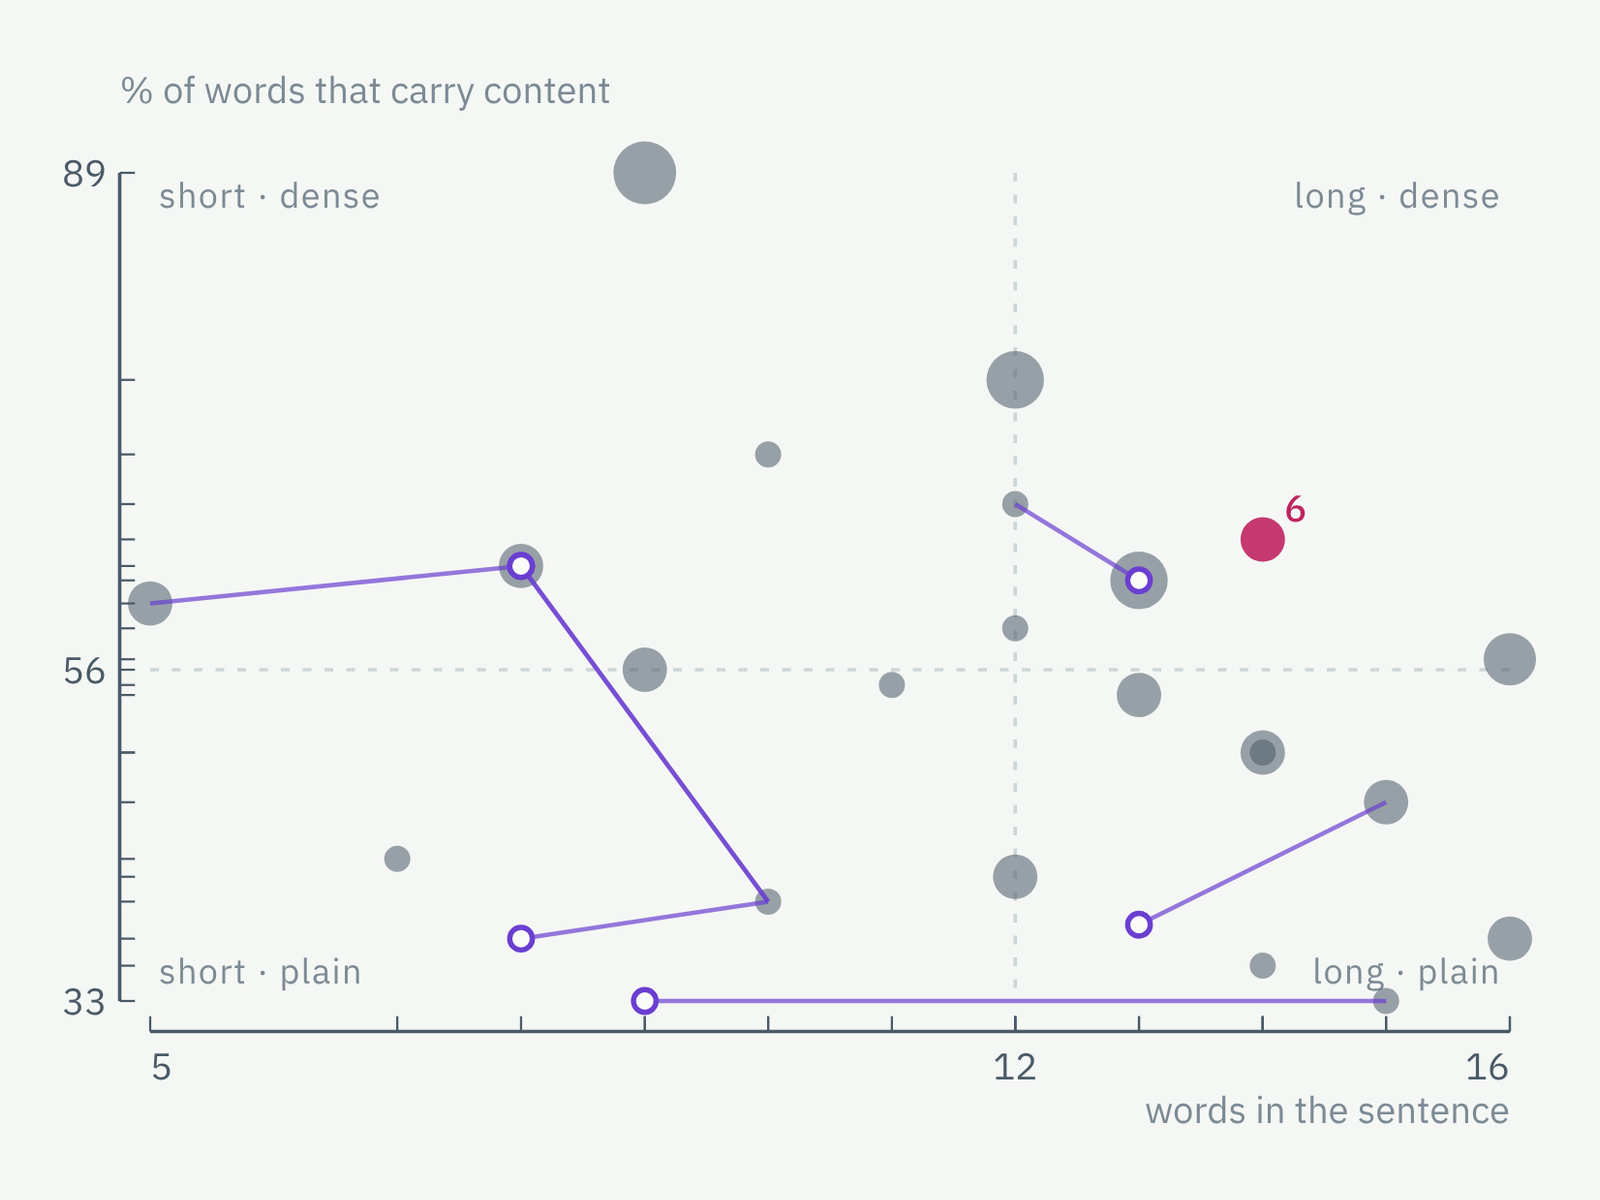 % of words that carry content
89
short · dense
long · dense
6
56
short · plain
long · plain
33
5
12
16
words in the sentence